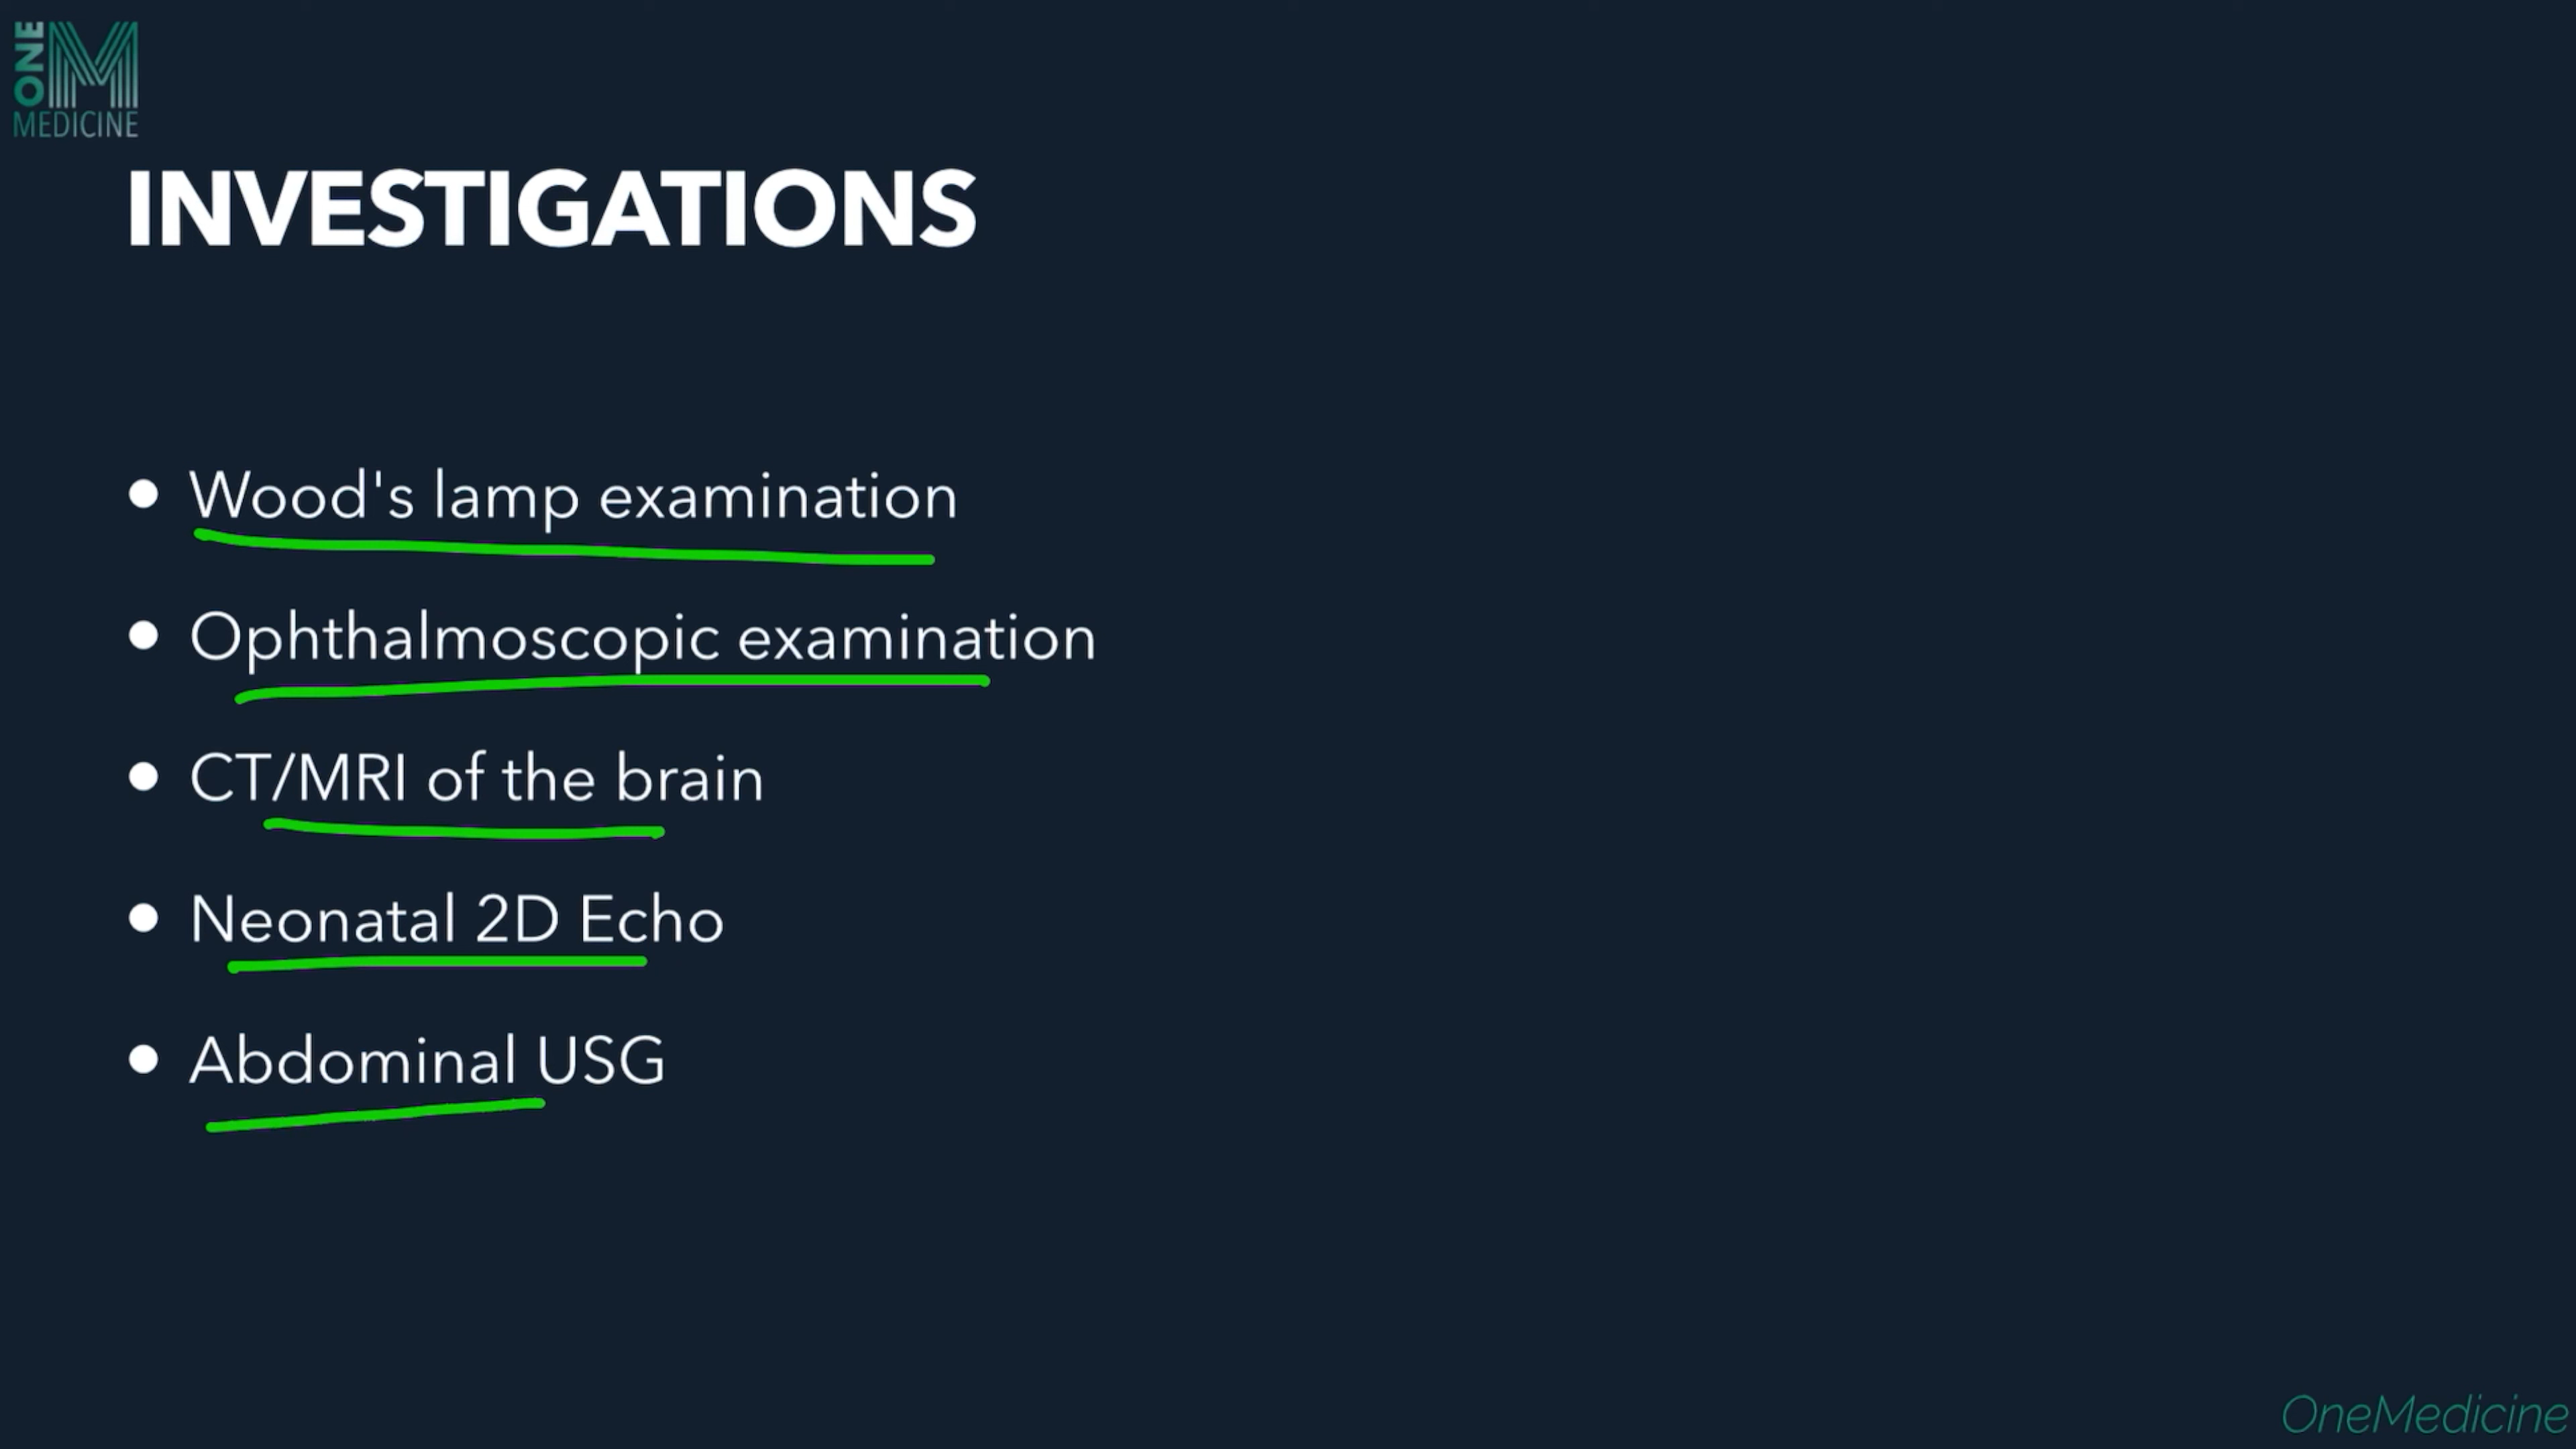 ONE
M
MEDICINE
INVESTIGATIONS
• Wood's lamp examination
• Ophthalmoscopic examination
• CT/MRI of the brain
• Neonatal 2D Echo
• Abdominal USG
OneMedicine